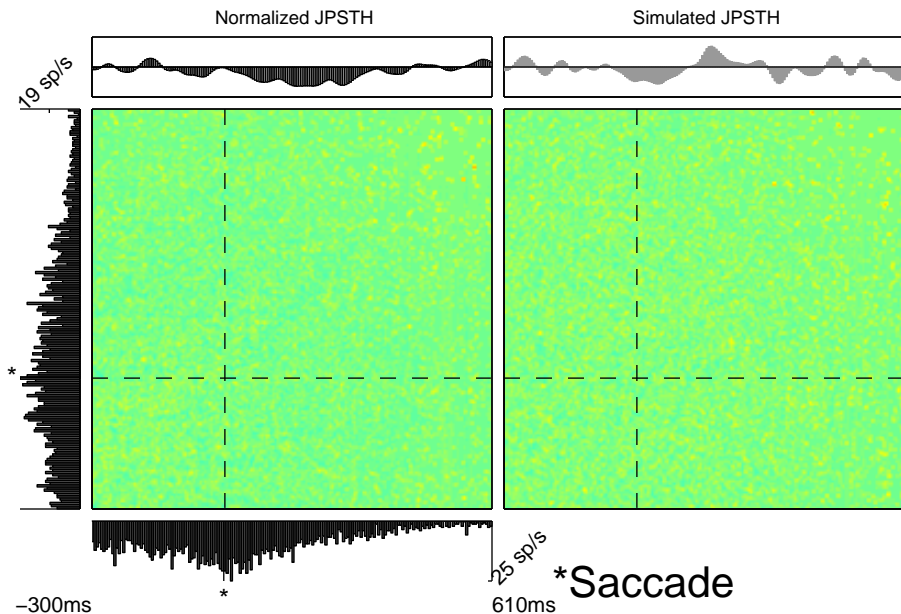 Normalized JPSTH
Simulated JPSTH
19 sp/s
*
*
25 sp/s
*Saccade
−300ms
610ms